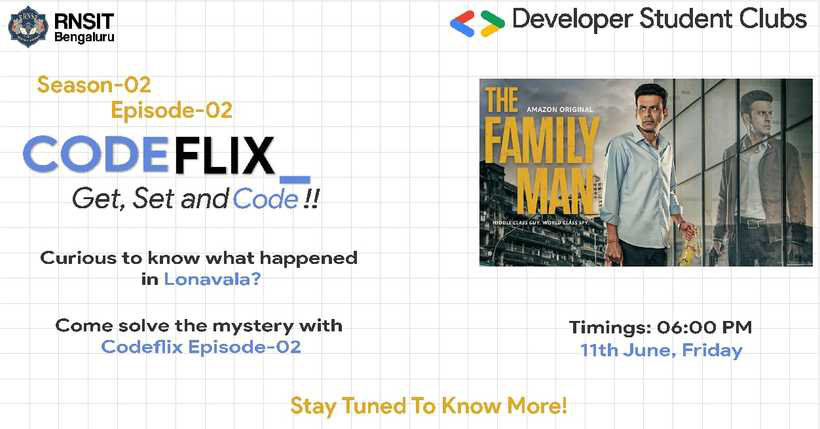 RNSIT
Bengaluru
Developer Student Clubs
Season-02
Episode-02
CODEFLIX_
Get, Set and Code !!
THE
AMAZON ORIGINAL
FAMILY
MAN
MIDDLE CLASS GUY. WORLD CLASS SPY.
Curious to know what happened
in Lonavala?
Come solve the mystery with
Codeflix Episode-02
Timings: 06:00 PM
11th June, Friday
Stay Tuned To Know More!